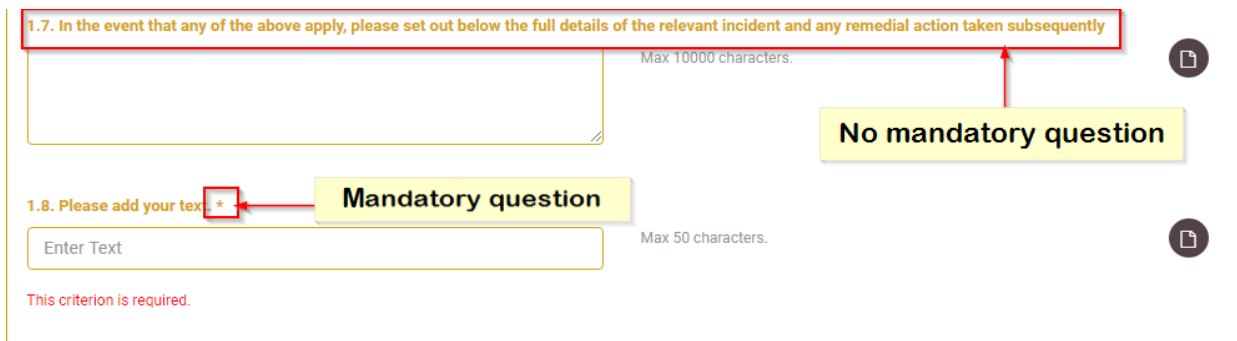 1.7. In the event that any of the above apply, please set out below the full details of the relevant incident and any remedial action taken subsequently
Max 10000 characters.
No mandatory question
Mandatory question
1.8. Please add your text. *
Enter Text
Max 50 characters.
This criterion is required.